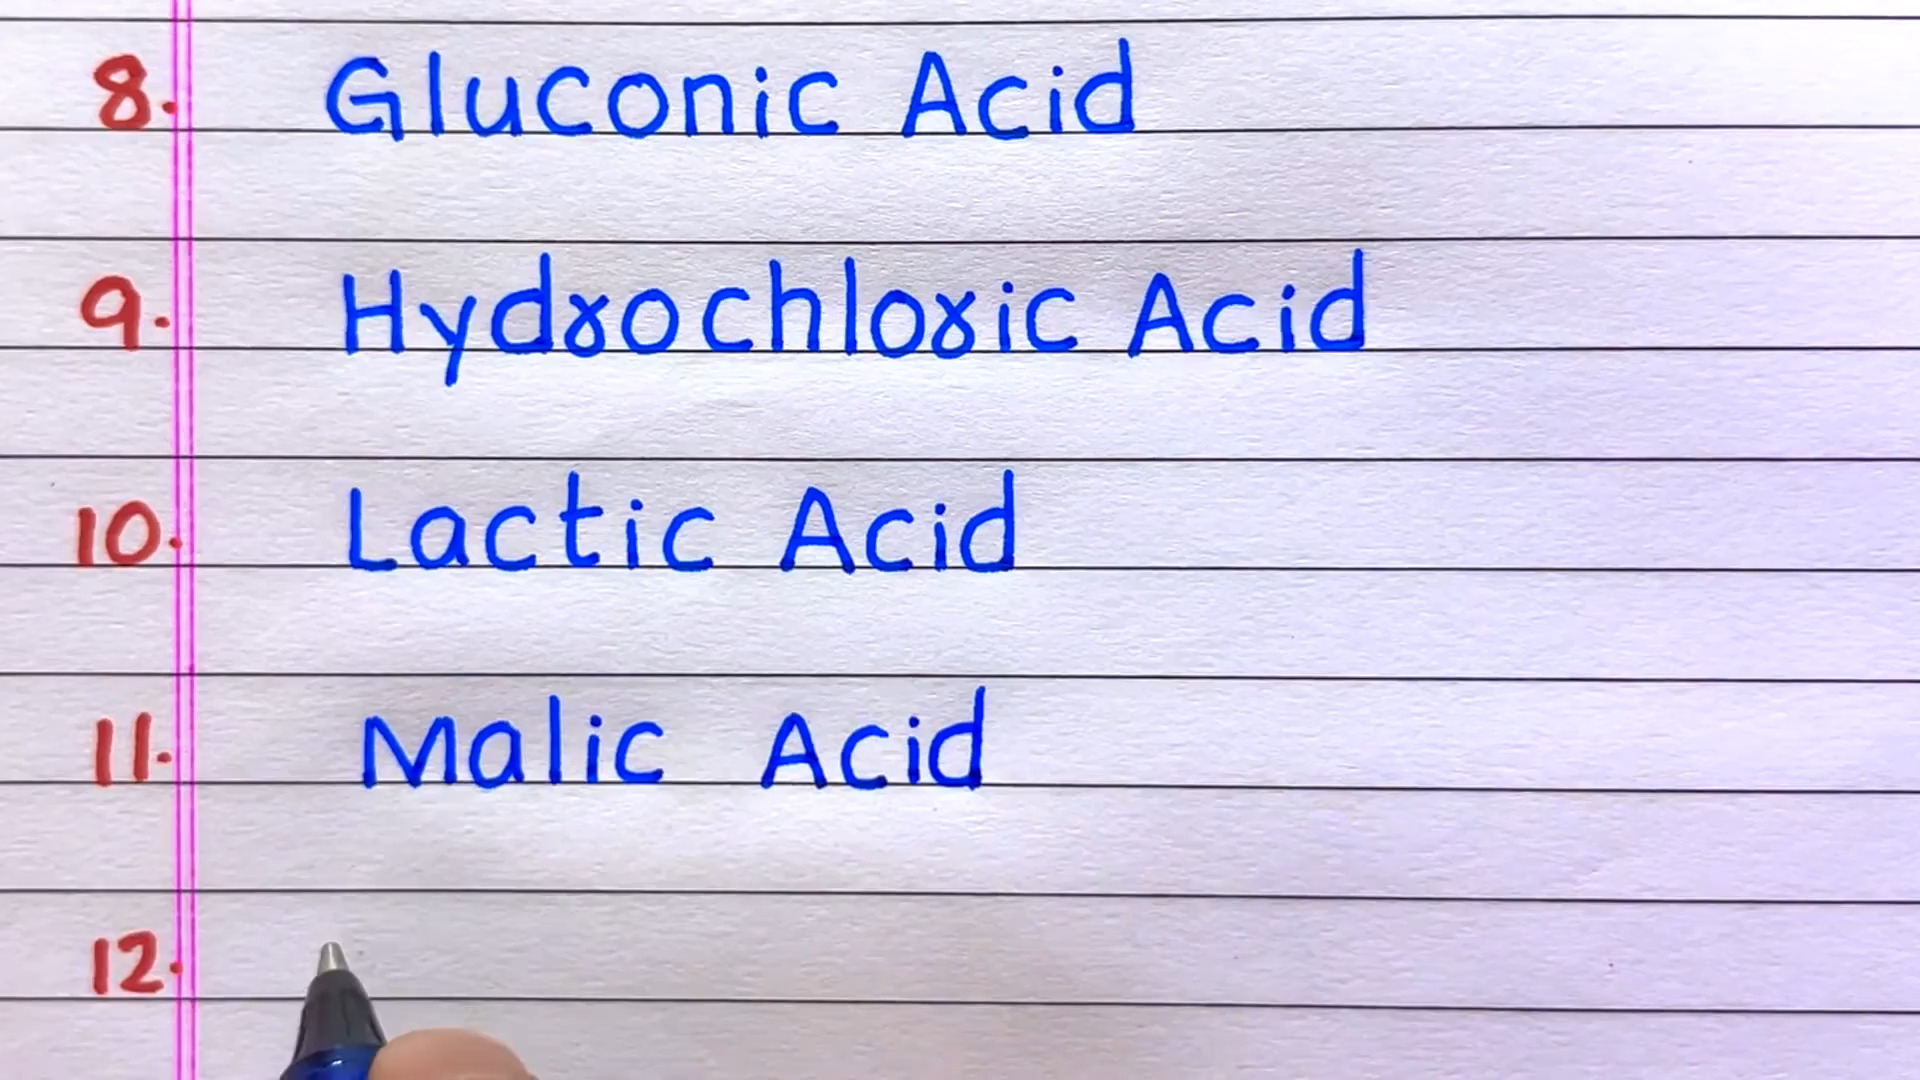 8. Gluconic Acid
9. Hydrochloric Acid
10. Lactic Acid
11. Malic Acid
12.